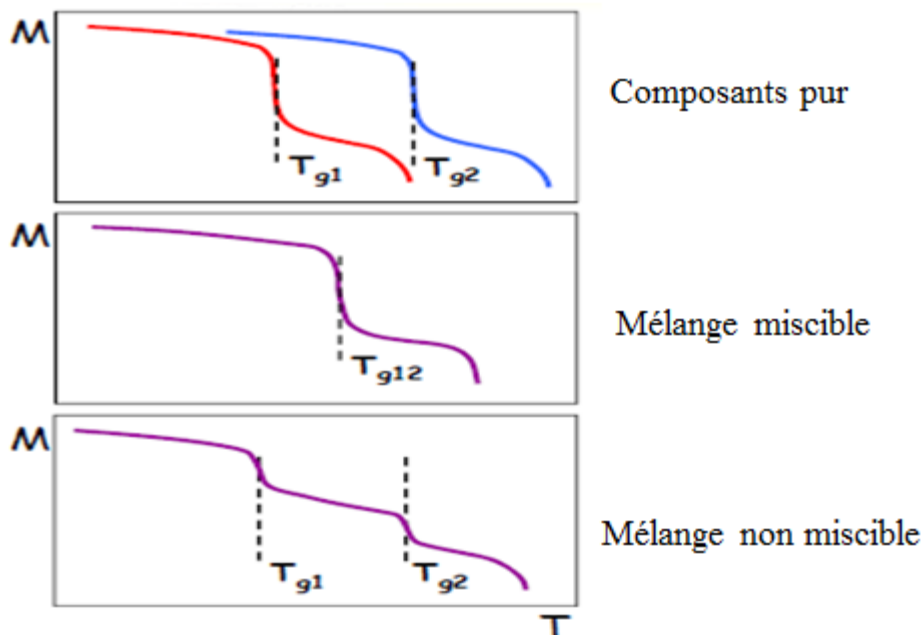 M
Tg1
Tg2
Composants pur
M
Tg12
Mélange miscible
M
Tg1
Tg2
Mélange non miscible
T